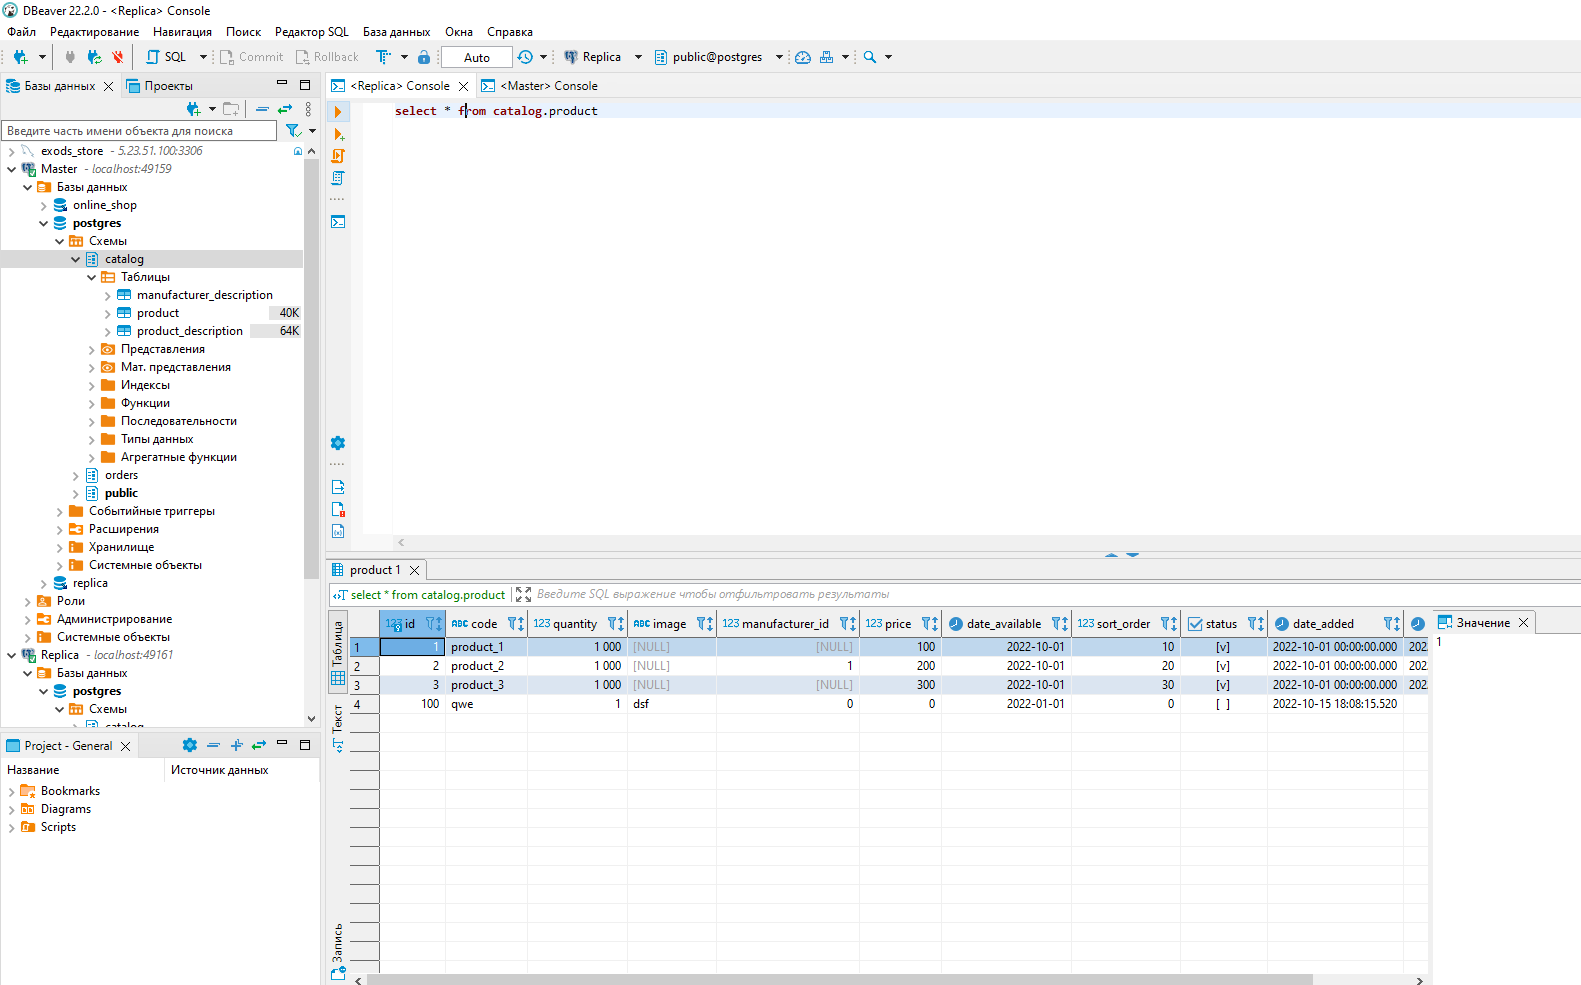 DBeaver 22.2.0 - <Replica> Console
Файл Редактирование Навигация Поиск Редактор SQL База данных Окна Справка
SQL Commit Rollback Auto Replica public@postgres
Базы данных Проекты
<Replica> Console <Master> Console
select * from catalog.product
Введите часть имени объекта для поиска
exods_store - 5.23.51.100:3306
Master - localhost:49159
Базы данных
online_shop
postgres
Схемы
catalog
Таблицы
manufacturer_description
product 40K
product_description 64K
Представления
Мат. представления
Индексы
Функции
Последовательности
Типы данных
Агрегатные функции
orders
public
Событийные триггеры
Расширения
Хранилище
Системные объекты
replica
Роли
Администрирование
Системные объекты
Replica - localhost:49161
Базы данных
postgres
Схемы
catalog
Project - General
Название Источник данных
Bookmarks
Diagrams
Scripts
product 1
select * from catalog.product Введите SQL выражение чтобы отфильтровать результаты
Таблица
Текст
Запись
123 id ABC code 123 quantity ABC image 123 manufacturer_id 123 price date_available 123 sort_order status date_added
1 1 product_1 1 000 [NULL] [NULL] 100 2022-10-01 10 [v] 2022-10-01 00:00:00.000 202
2 2 product_2 1 000 [NULL] 1 200 2022-10-01 20 [v] 2022-10-01 00:00:00.000 202
3 3 product_3 1 000 [NULL] [NULL] 300 2022-10-01 30 [v] 2022-10-01 00:00:00.000 202
4 100 qwe 1 dsf 0 0 2022-01-01 0 [ ] 2022-10-15 18:08:15.520
Значение
1